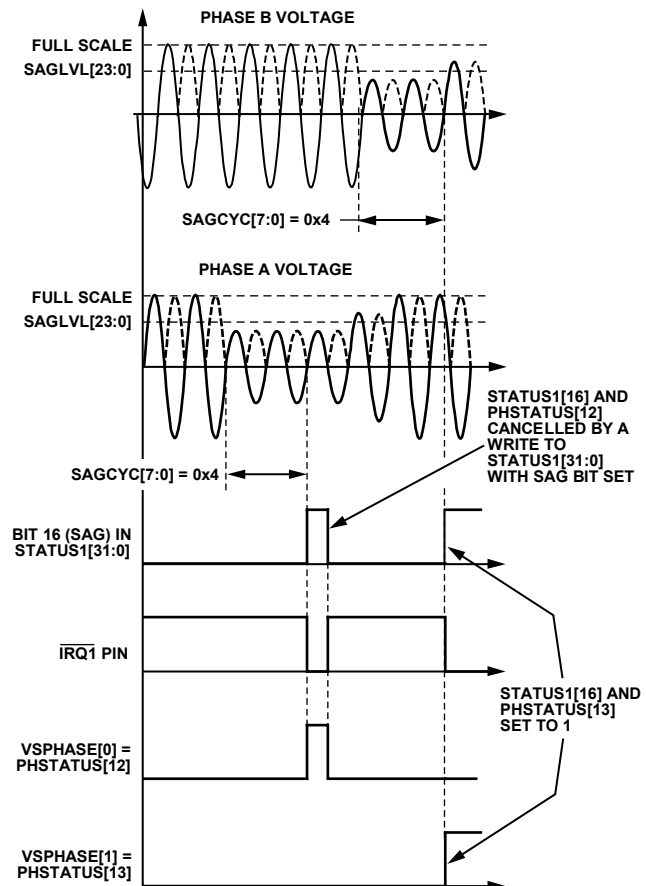 PHASE B VOLTAGE
FULL SCALE
SAGLVL[23:0]
SAGCYC[7:0] = 0x4
PHASE A VOLTAGE
FULL SCALE
SAGLVL[23:0]
STATUS1[16] AND
PHSTATUS[12]
CANCELLED BY A
WRITE TO
STATUS1[31:0]
WITH SAG BIT SET
SAGCYC[7:0] = 0x4
BIT 16 (SAG) IN
STATUS1[31:0]
IRQ1 PIN
STATUS1[16] AND
PHSTATUS[13]
SET TO 1
VSPHASE[0] =
PHSTATUS[12]
VSPHASE[1] =
PHSTATUS[13]